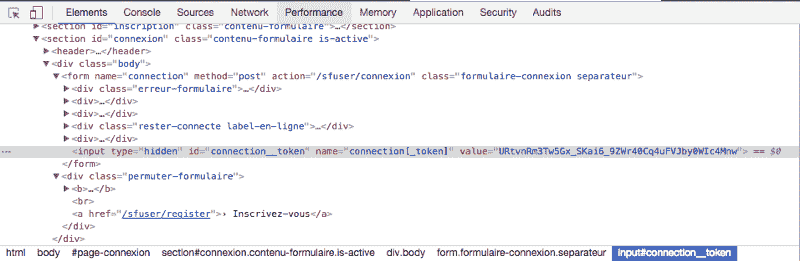 Elements Console Sources Network Performance Memory Application Security Audits
▶<section id="inscription" class="contenu-formulaire">…</section>
▼<section id="connexion" class="contenu-formulaire is-active">
▶<header>…</header>
▼<div class="body">
▼<form name="connection" method="post" action="/sfuser/connexion" class="formulaire-connexion separateur">
▶<div class="erreur-formulaire">…</div>
▶<div>…</div>
▶<div>…</div>
▶<div class="rester-connecte label-en-ligne">…</div>
▶<div>…</div>
… <input type="hidden" id="connection__token" name="connection[_token]" value="URtvnRm3Tw5Gx_SKai6_9ZWr40Cq4uFVJby0WIc4Mnw"> == $0
</form>
▼<div class="permuter-formulaire">
▶<b>…</b>
<br>
<a href="/sfuser/register">› Inscrivez-vous</a>
</div>
</div>
html body #page-connexion section#connexion.contenu-formulaire.is-active div.body form.formulaire-connexion.separateur input#connection__token